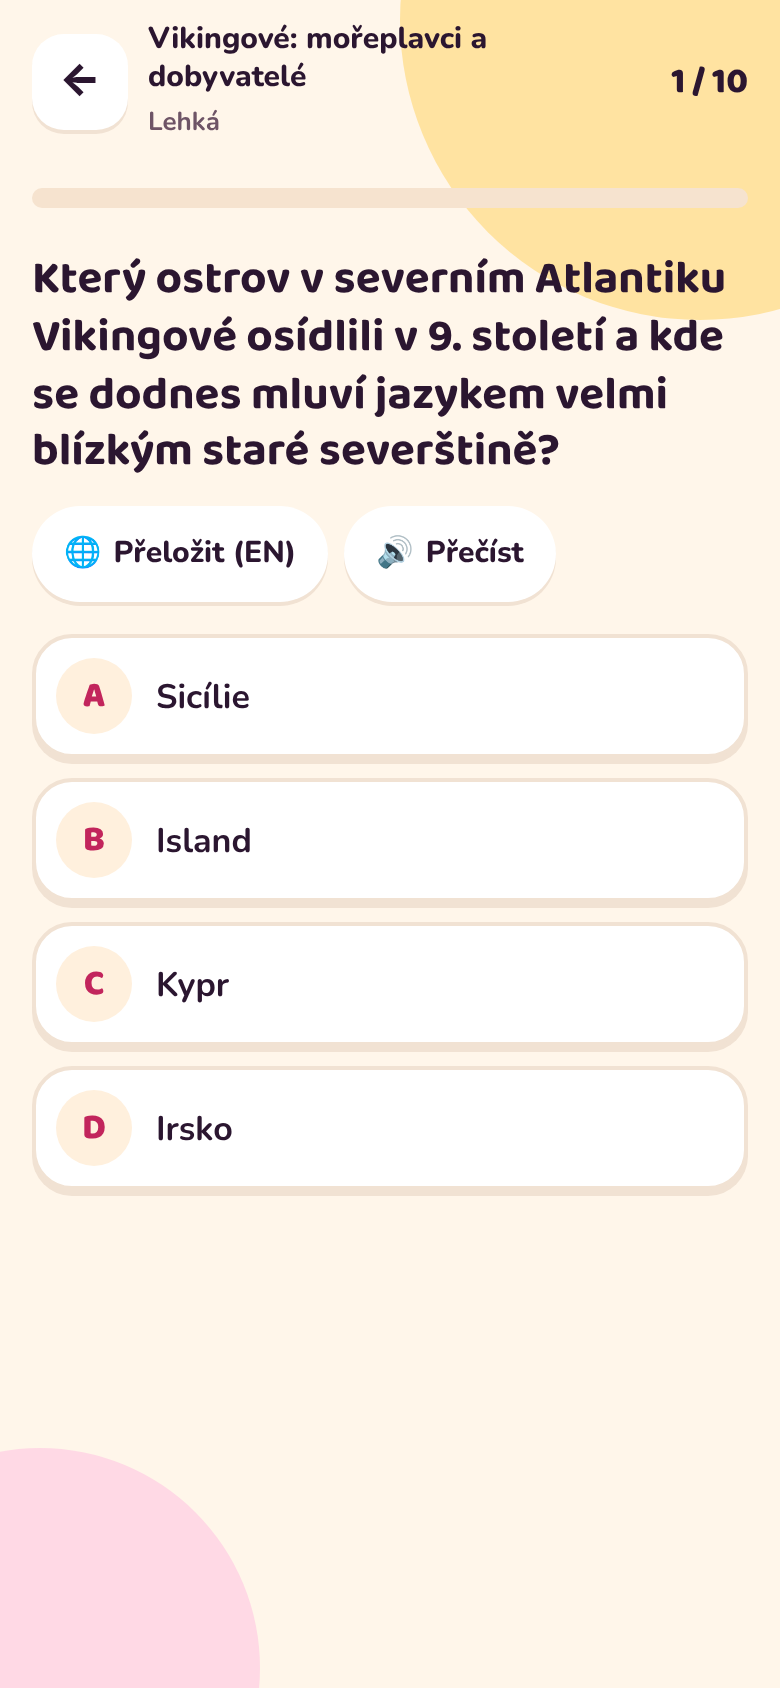 Vikingové: mořeplavci a
dobyvatelé
Lehká
1 / 10
Který ostrov v severním Atlantiku
Vikingové osídlili v 9. století a kde
se dodnes mluví jazykem velmi
blízkým staré severštině?
Přeložit (EN)
Přečíst
A Sicílie
B Island
C Kypr
D Irsko